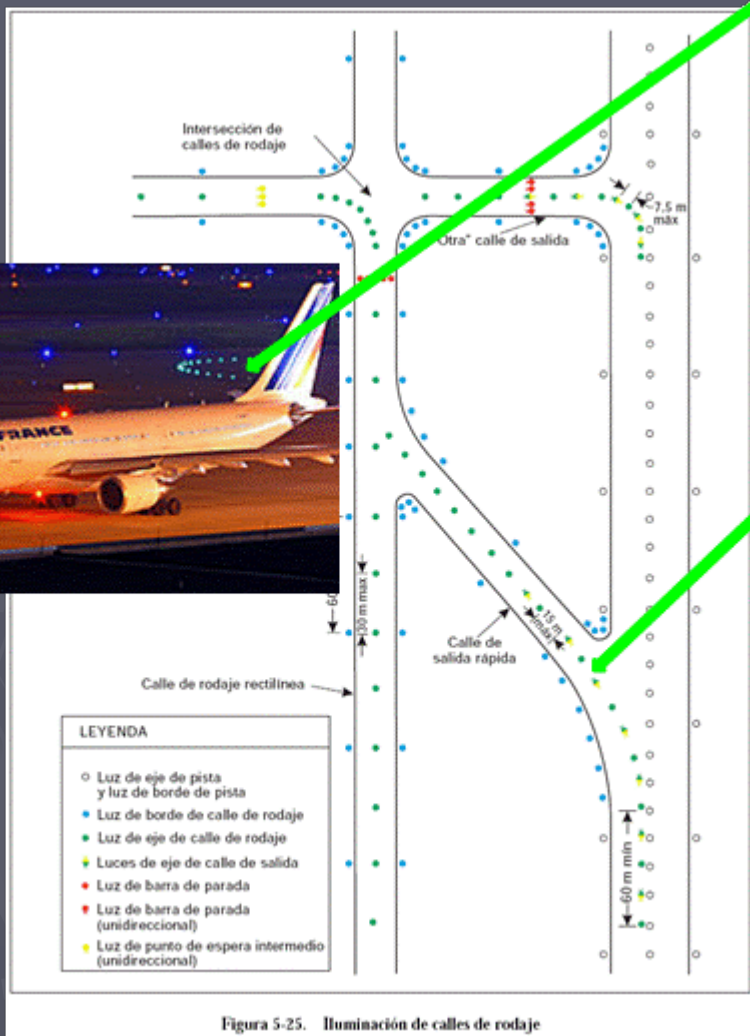 Intersección de
calles de rodaje
7,5 m
máx
"Otra" calle de salida
FRANCE
60
30 m max
15 m
(máx)
Calle de
salida rápida
Calle de rodaje rectilínea
60 m mín
LEYENDA
Luz de eje de pista
y luz de borde de pista
Luz de borde de calle de rodaje
Luz de eje de calle de rodaje
Luces de eje de calle de salida
Luz de barra de parada
Luz de barra de parada
(unidireccional)
Luz de punto de espera intermedio
(unidireccional)
Figura 5-25. Iluminación de calles de rodaje